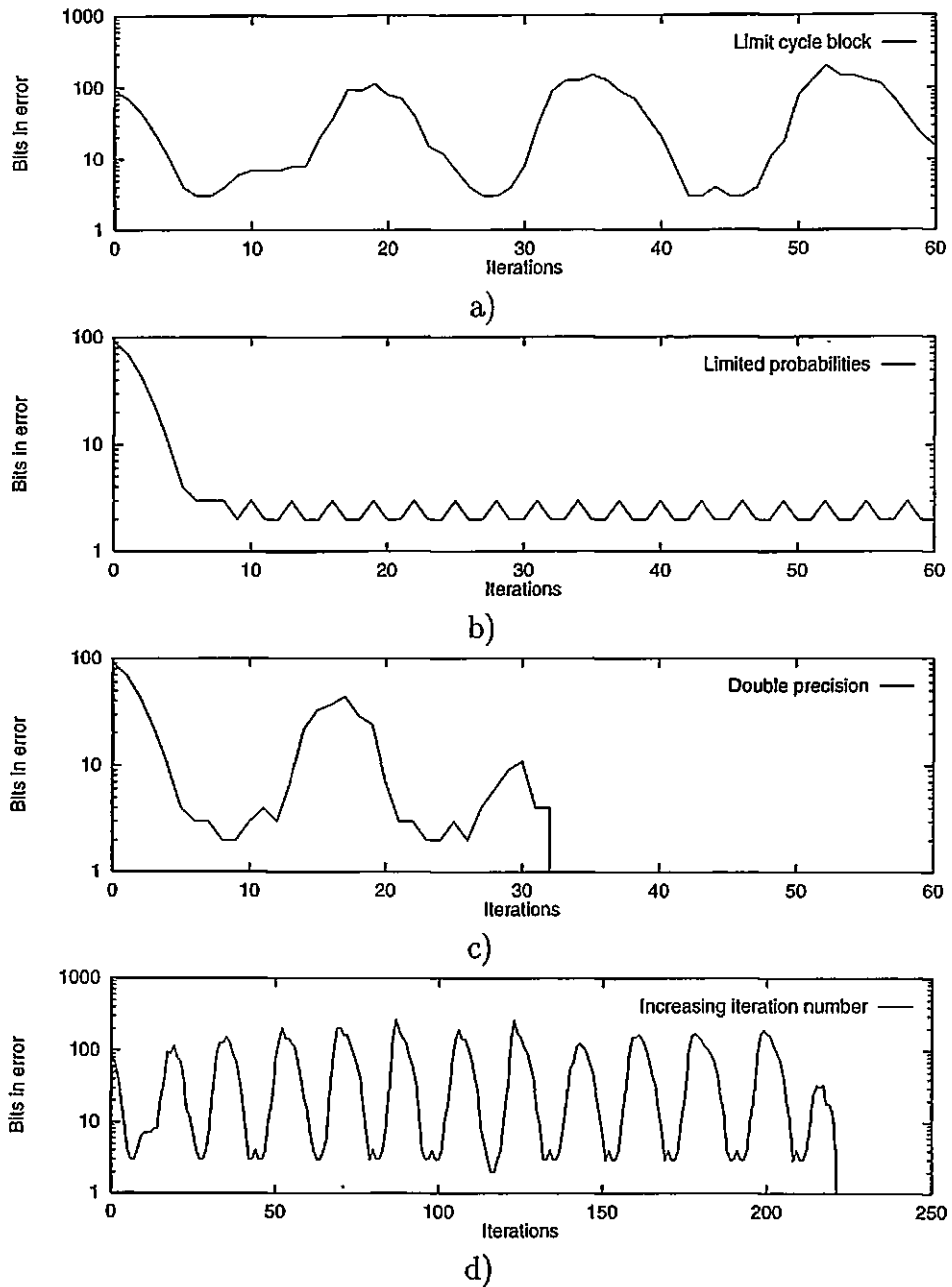 1000
100
10
1
Bits in error
Limit cycle block
0 10 20 30 40 50 60
Iterations
a)
100
10
1
Bits in error
Limited probabilities
0 10 20 30 40 50 60
Iterations
b)
100
10
1
Bits in error
Double precision
0 10 20 30 40 50 60
Iterations
c)
1000
100
10
1
Bits in error
Increasing iteration number
0 50 100 150 200 250
Iterations
d)